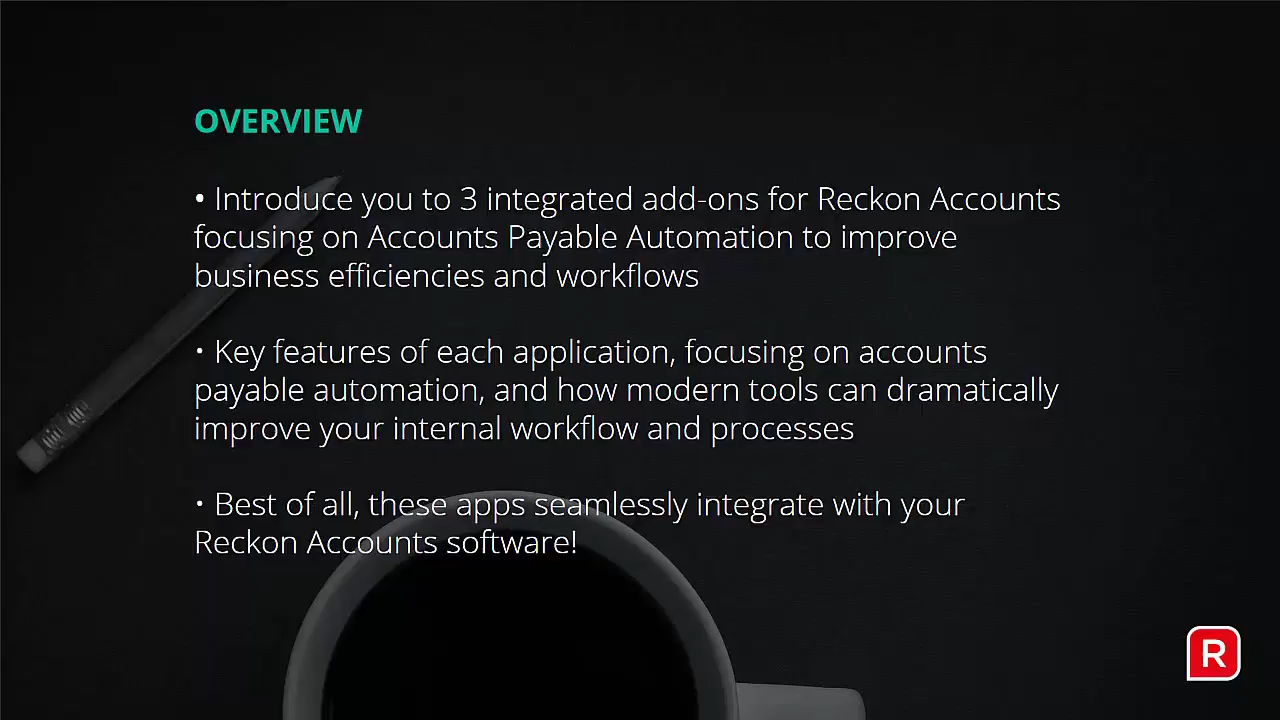 OVERVIEW
• Introduce you to 3 integrated add-ons for Reckon Accounts
focusing on Accounts Payable Automation to improve
business efficiencies and workflows
• Key features of each application, focusing on accounts
payable automation, and how modern tools can dramatically
improve your internal workflow and processes
• Best of all, these apps seamlessly integrate with your
Reckon Accounts software!
R